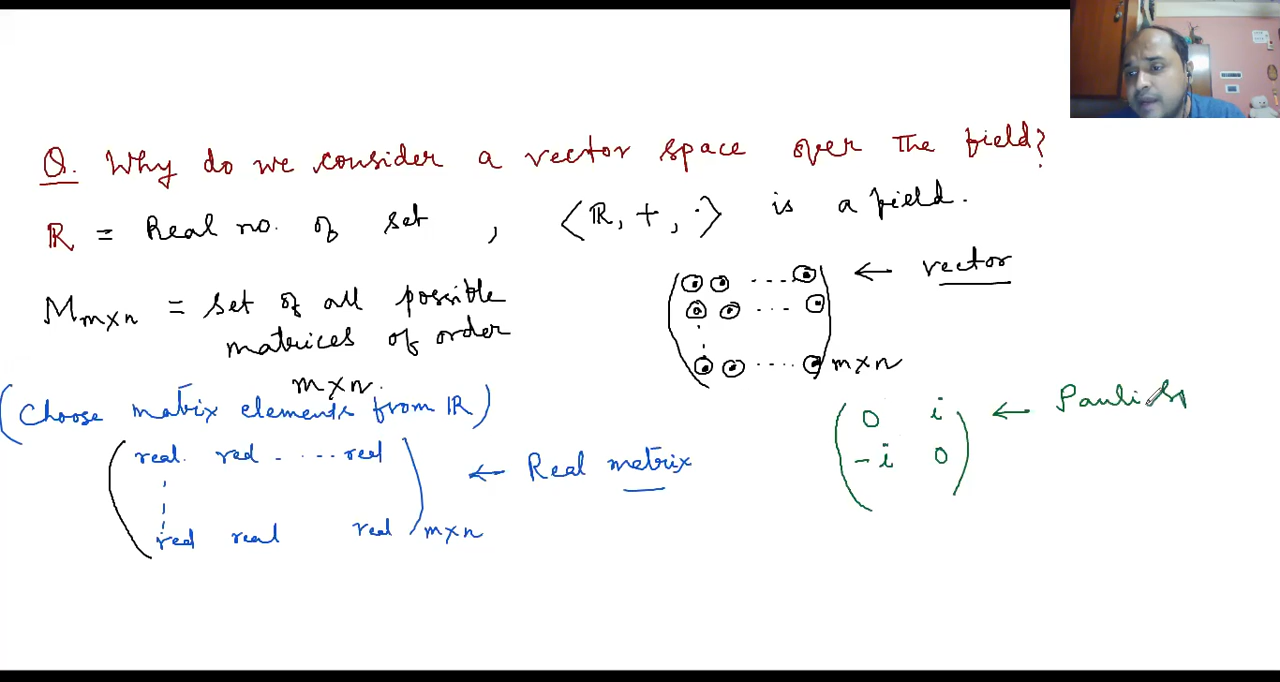 Q. Why do we consider a vector space over the field?
ℝ = Real no. of set , ⟨ℝ, +, ·⟩ is a field.
M m×n = set of all possible
matrices of order
m×n.
( ⊙ ⊙ .... ⊙
⊙ ⊙ ... ⊙
⊙ ⊙ .... ⊙ ) m×n ← vector
(Choose matrix elements from ℝ)
( real. real . .... real
real real real ) m×n ← Real matrix
( 0 i
-i 0 ) ← Pauli